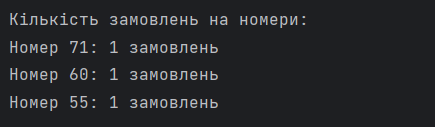 Кількість замовлень на номери:
Номер 71: 1 замовлень
Номер 60: 1 замовлень
Номер 55: 1 замовлень